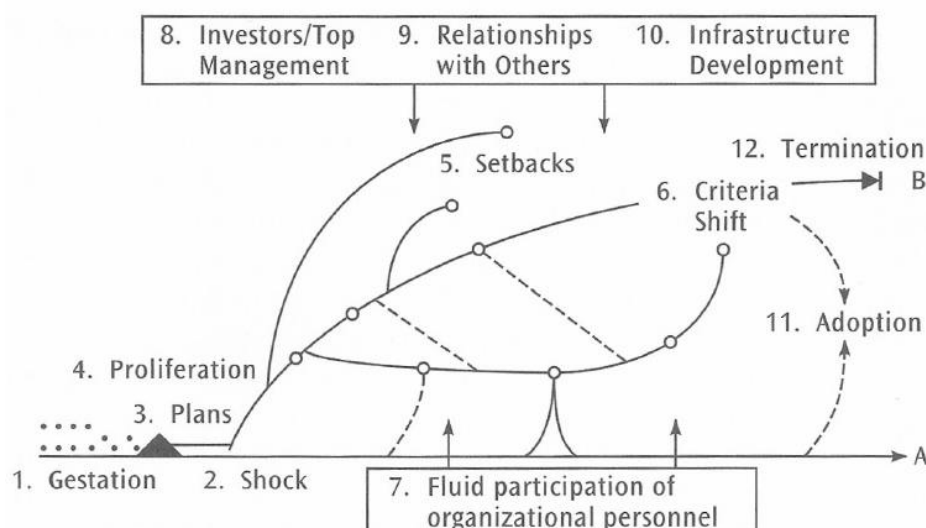 8. Investors/Top 9. Relationships 10. Infrastructure
Management with Others Development
5. Setbacks
12. Termination
B
6. Criteria
Shift
11. Adoption
4. Proliferation
3. Plans
A
1. Gestation 2. Shock
7. Fluid participation of
organizational personnel